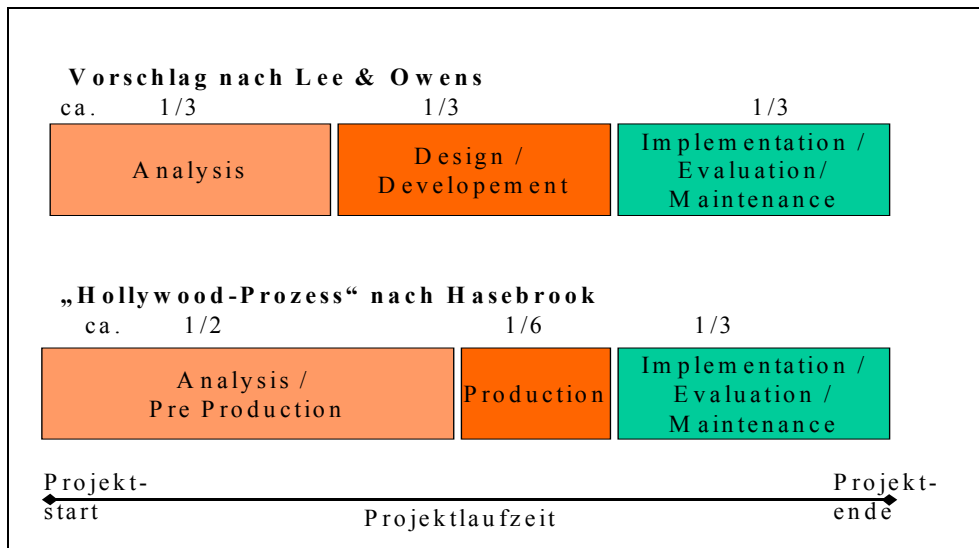 Vorschlag nach Lee & Owens
ca. 1/3 1/3 1/3
Analysis
Design /
Developement
Implementation /
Evaluation/
Maintenance
„Hollywood-Prozess“ nach Hasebrook
ca. 1/2 1/6 1/3
Analysis /
Pre Production
Production
Implementation /
Evaluation /
Maintenance
Projekt-
start
Projektlaufzeit
Projekt-
ende